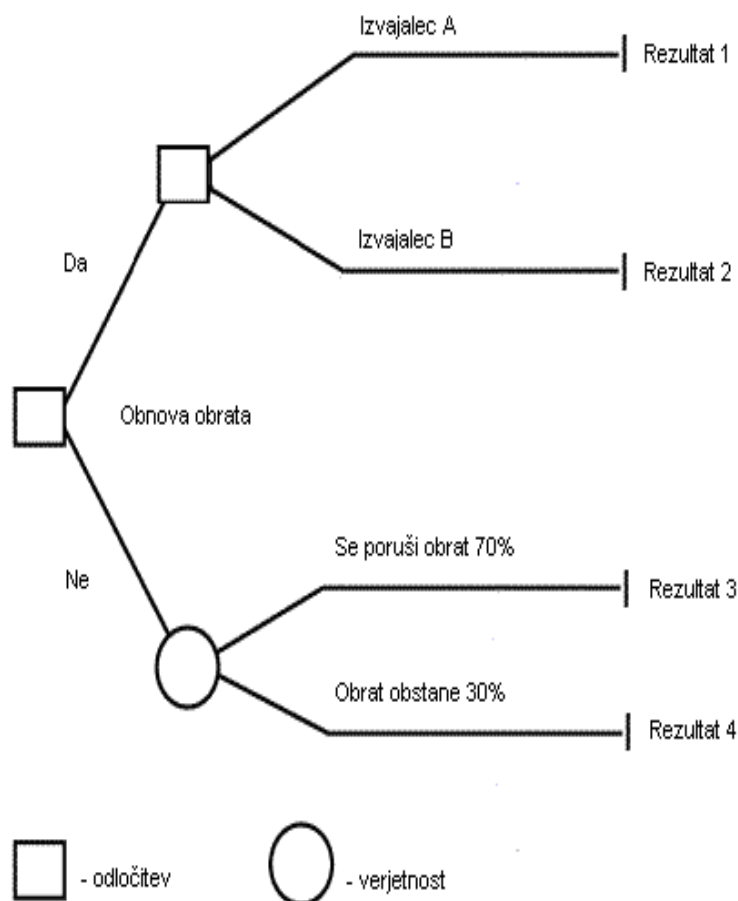 Izvajalec A
Rezultat 1
Izvajalec B
Rezultat 2
Da
Obnova obrata
Ne
Se poruši obrat 70%
Rezultat 3
Obrat obstane 30%
Rezultat 4
- odločitev
- verjetnost